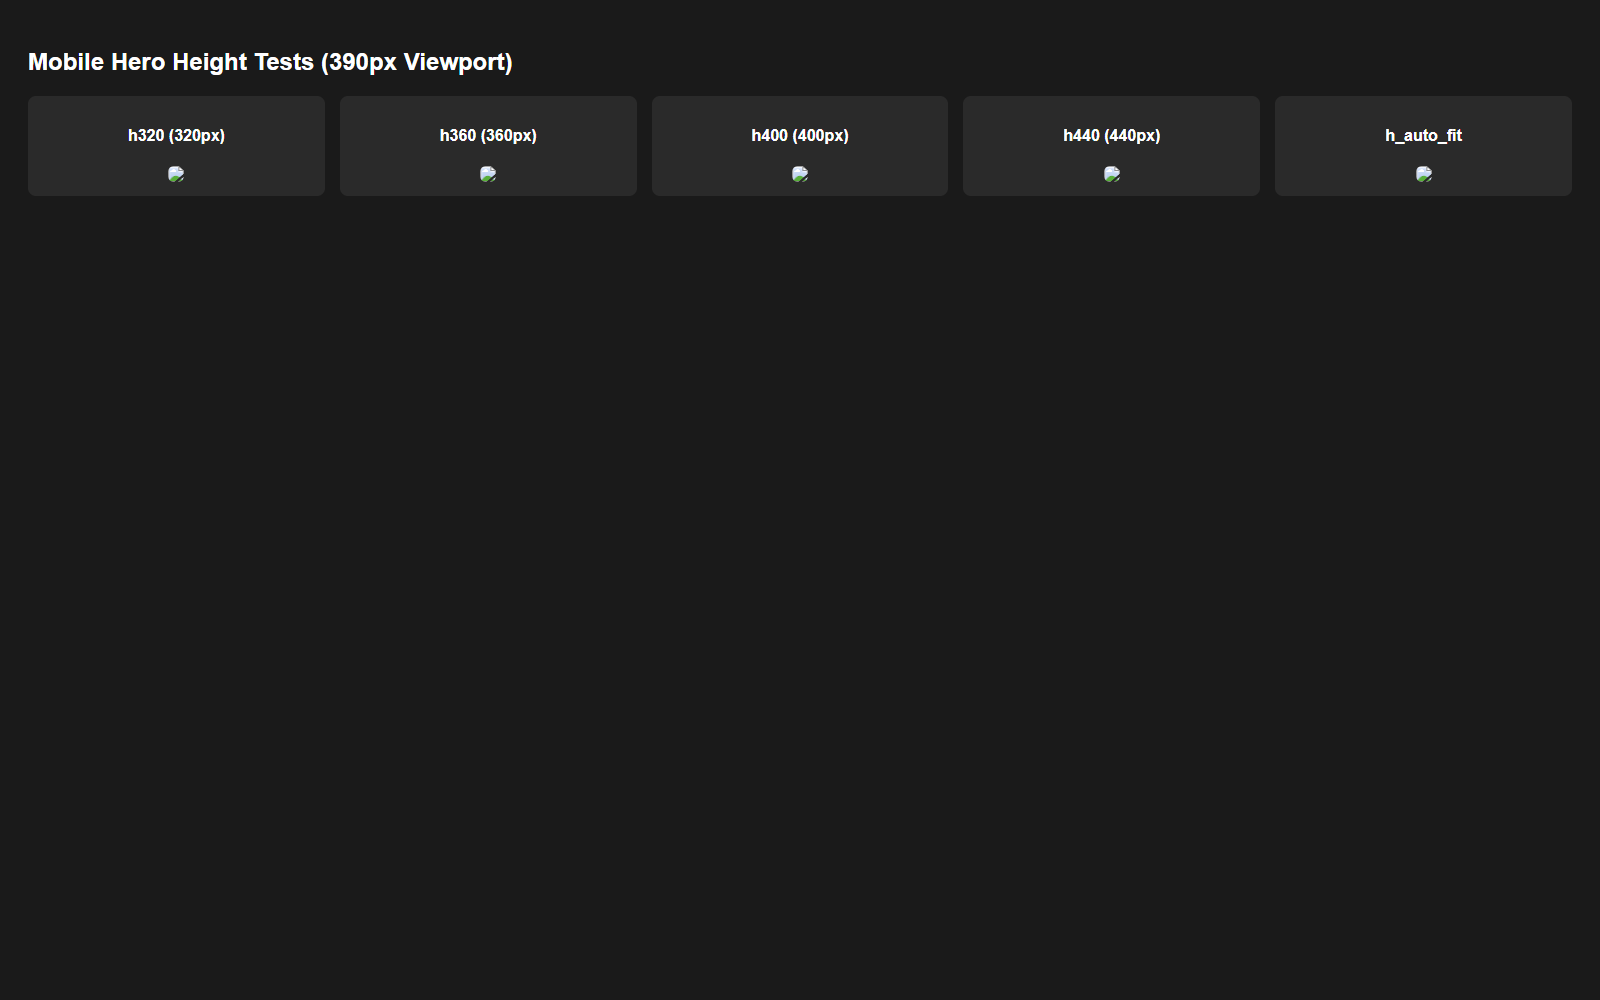 Mobile Hero Height Tests (390px Viewport)
h320 (320px)
h360 (360px)
h400 (400px)
h440 (440px)
h_auto_fit